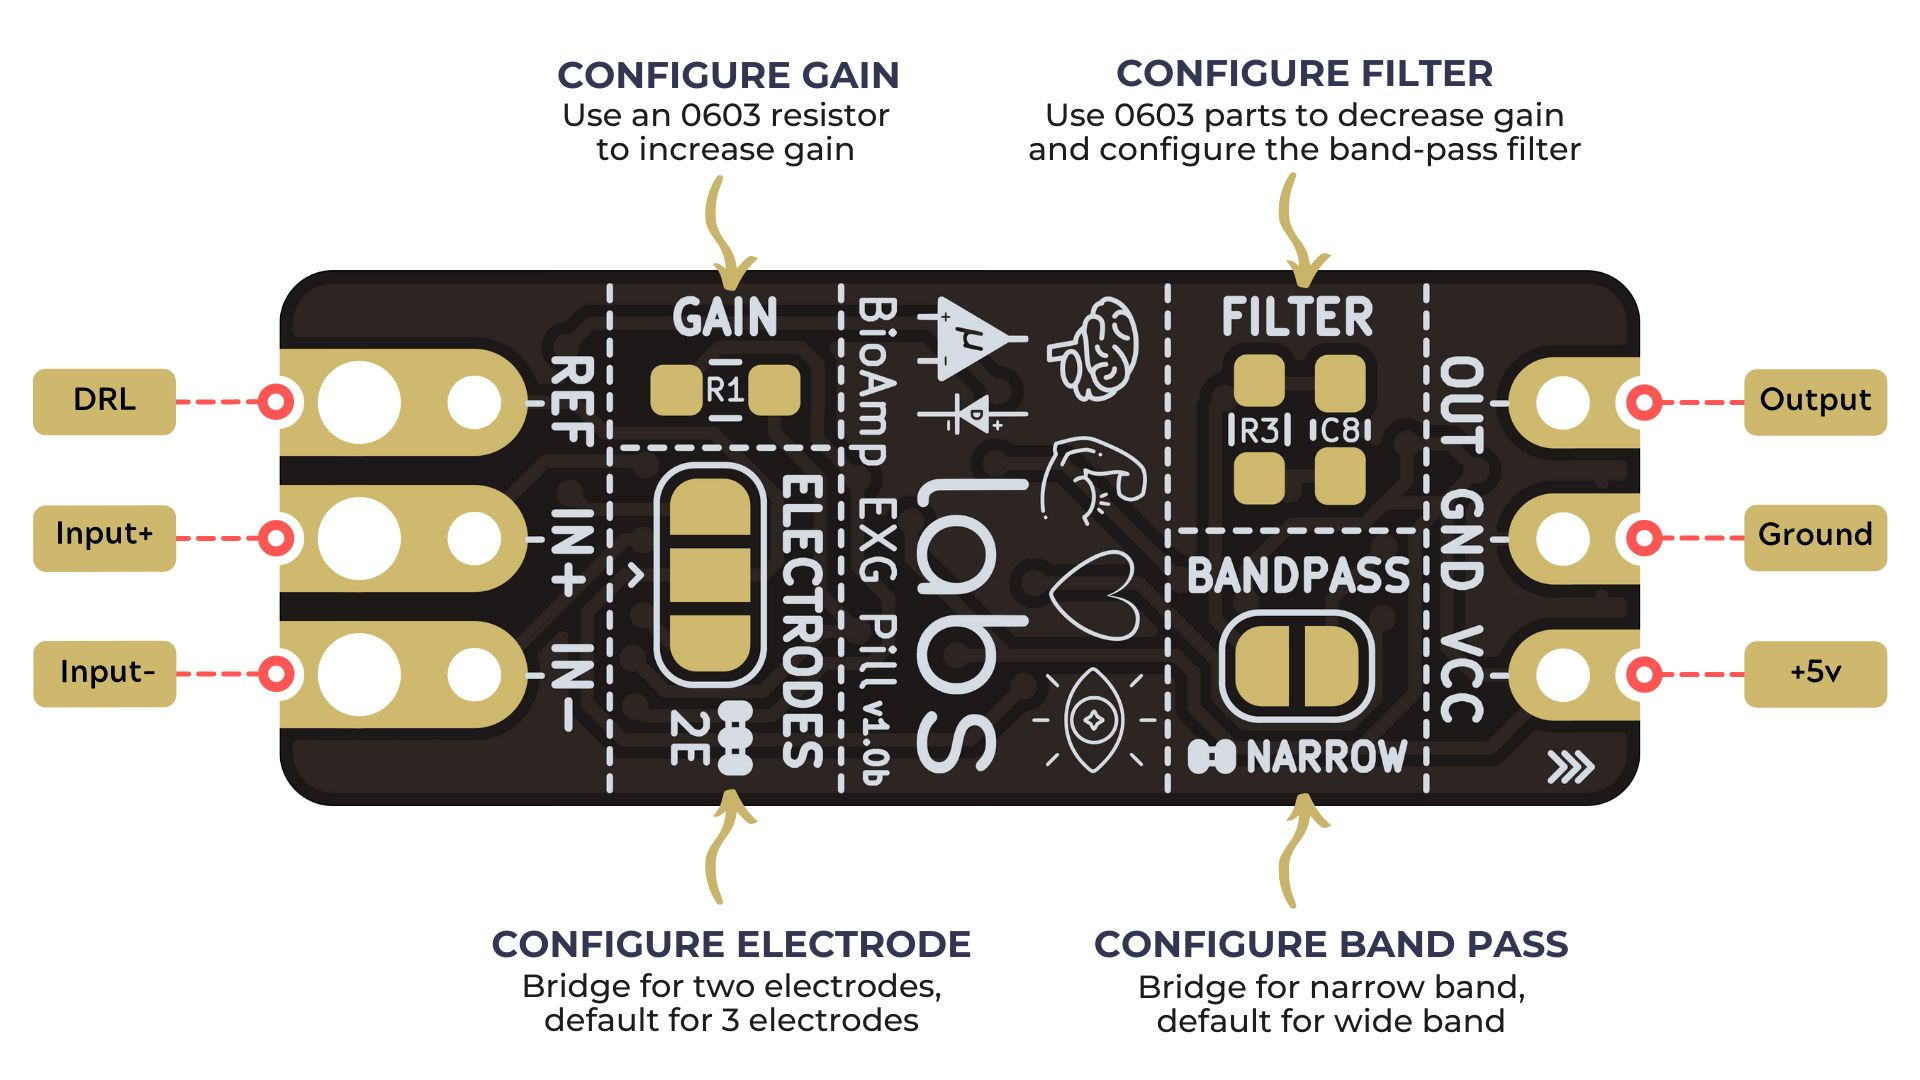 CONFIGURE GAIN
Use an 0603 resistor
to increase gain
CONFIGURE FILTER
Use 0603 parts to decrease gain
and configure the band-pass filter
DRL
Input+
Input-
REF
IN+
IN-
GAIN
R1
ELECTRODES
2E
BioAmp EXG Pill v1.0b
μ
+
-
D
+
labs
FILTER
R3
C8
BANDPASS
NARROW
OUT
GND
VCC
Output
Ground
+5v
CONFIGURE ELECTRODE
Bridge for two electrodes,
default for 3 electrodes
CONFIGURE BAND PASS
Bridge for narrow band,
default for wide band